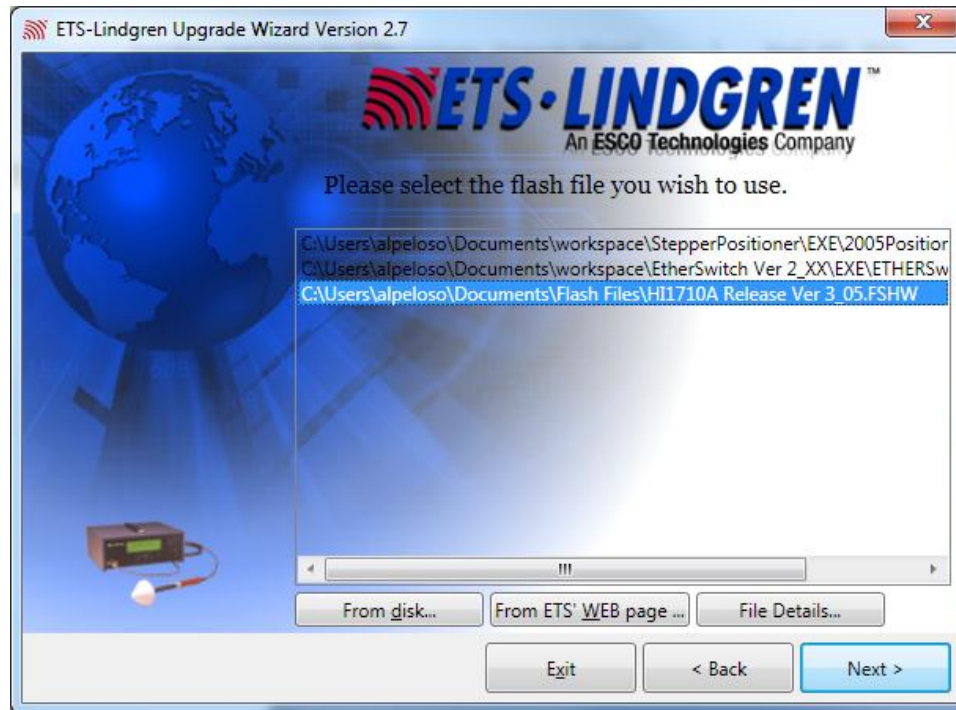 ETS-Lindgren Upgrade Wizard Version 2.7
ETS·LINDGREN™
An ESCO Technologies Company
Please select the flash file you wish to use.
C:\Users\alpeloso\Documents\workspace\StepperPositioner\EXE\2005Position
C:\Users\alpeloso\Documents\workspace\EtherSwitch Ver 2_XX\EXE\ETHERSw
C:\Users\alpeloso\Documents\Flash Files\HI1710A Release Ver 3_05.FSHW
From disk... From ETS' WEB page ... File Details...
Exit < Back Next >